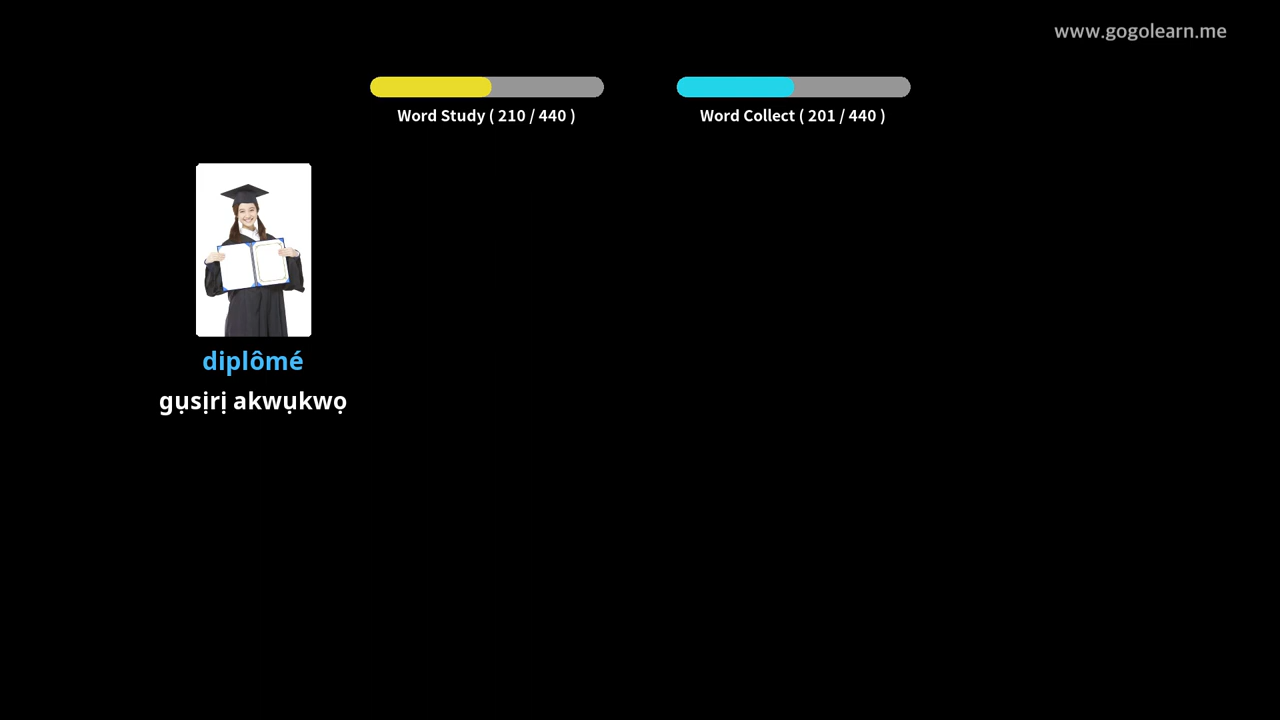 www.gogolearn.me
Word Study ( 210 / 440 )
Word Collect ( 201 / 440 )
diplômé
gụsịrị akwụkwọ